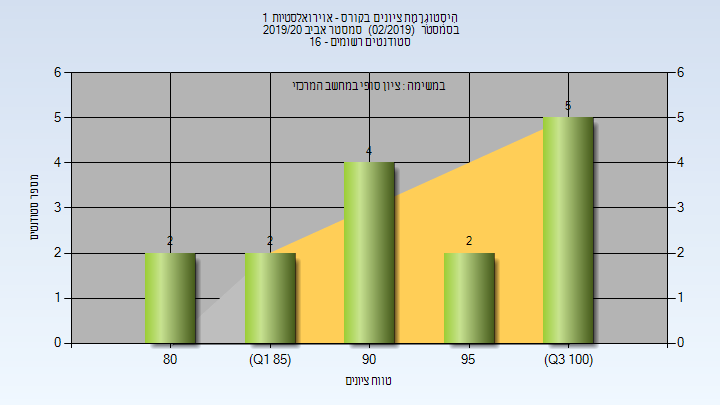 היסטוגרמת ציונים בקורס - אוירואלסטיות 1
בסמסטר (02/2019) סמסטר אביב 2019/20
סטודנטים רשומים - 16
במשימה : ציון סופי במחשב המרכזי
6 6
5 5
4 4
3 3
2 2
1 1
0 0
2 2 4 2 5
מספר סטודנטים
80 (Q1 85) 90 95 (Q3 100)
טווח ציונים